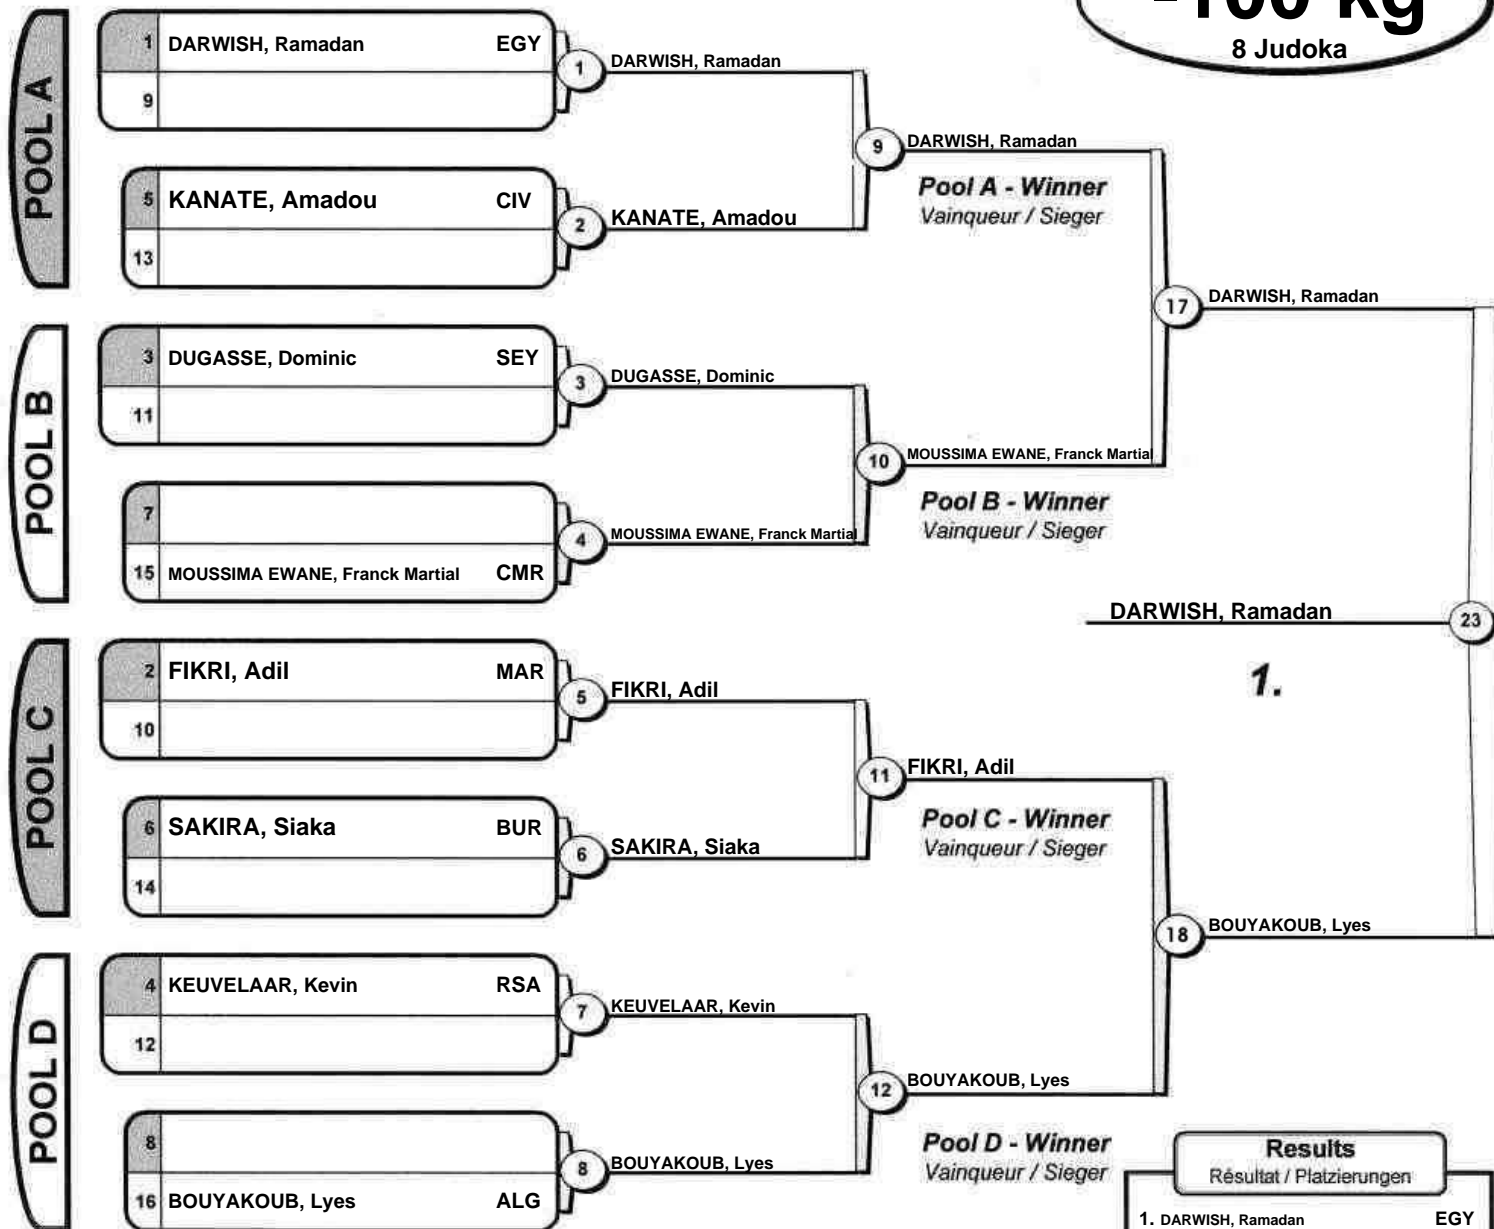 -100 kg
8 Judoka
POOL A
1 DARWISH, Ramadan EGY
9
1 DARWISH, Ramadan
5 KANATE, Amadou CIV
13
2 KANATE, Amadou
9 DARWISH, Ramadan
Pool A - Winner
Vainqueur / Sieger
POOL B
3 DUGASSE, Dominic SEY
11
3 DUGASSE, Dominic
7
15 MOUSSIMA EWANE, Franck Martial CMR
4 MOUSSIMA EWANE, Franck Martial
10 MOUSSIMA EWANE, Franck Martial
Pool B - Winner
Vainqueur / Sieger
17 DARWISH, Ramadan
DARWISH, Ramadan 23
1.
POOL C
2 FIKRI, Adil MAR
10
5 FIKRI, Adil
6 SAKIRA, Siaka BUR
14
6 SAKIRA, Siaka
11 FIKRI, Adil
Pool C - Winner
Vainqueur / Sieger
18 BOUYAKOUB, Lyes
POOL D
4 KEUVELAAR, Kevin RSA
12
7 KEUVELAAR, Kevin
8
16 BOUYAKOUB, Lyes ALG
8 BOUYAKOUB, Lyes
12 BOUYAKOUB, Lyes
Pool D - Winner
Vainqueur / Sieger
Results
Résultat / Platzierungen
1. DARWISH, Ramadan EGY